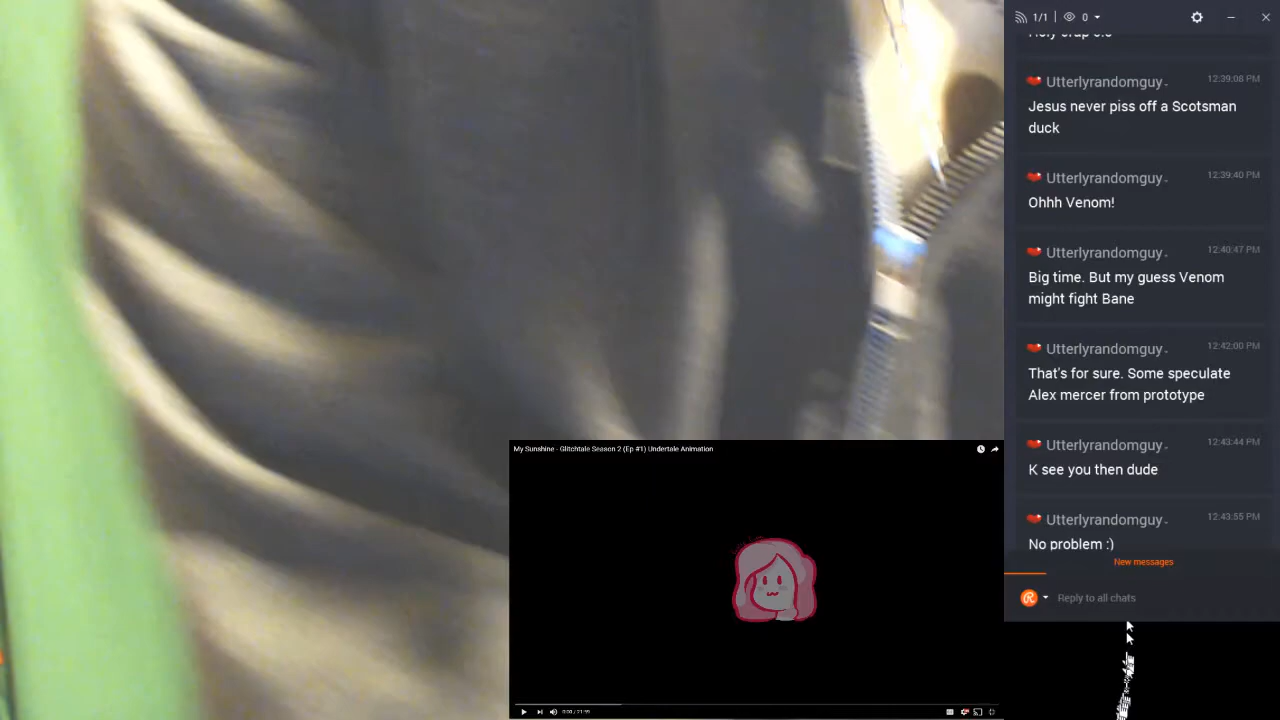 1/1
0
Utterlyrandomguy
12:39:08 PM
Jesus never piss off a Scotsman
duck
Utterlyrandomguy
12:39:40 PM
Ohhh Venom!
Utterlyrandomguy
12:40:47 PM
Big time. But my guess Venom
might fight Bane
Utterlyrandomguy
12:42:00 PM
That's for sure. Some speculate
Alex mercer from prototype
Utterlyrandomguy
12:43:44 PM
K see you then dude
Utterlyrandomguy
12:43:55 PM
No problem :)
New messages
Reply to all chats
My Sunshine - Glitchtale Season 2 (Ep #1) Undertale Animation